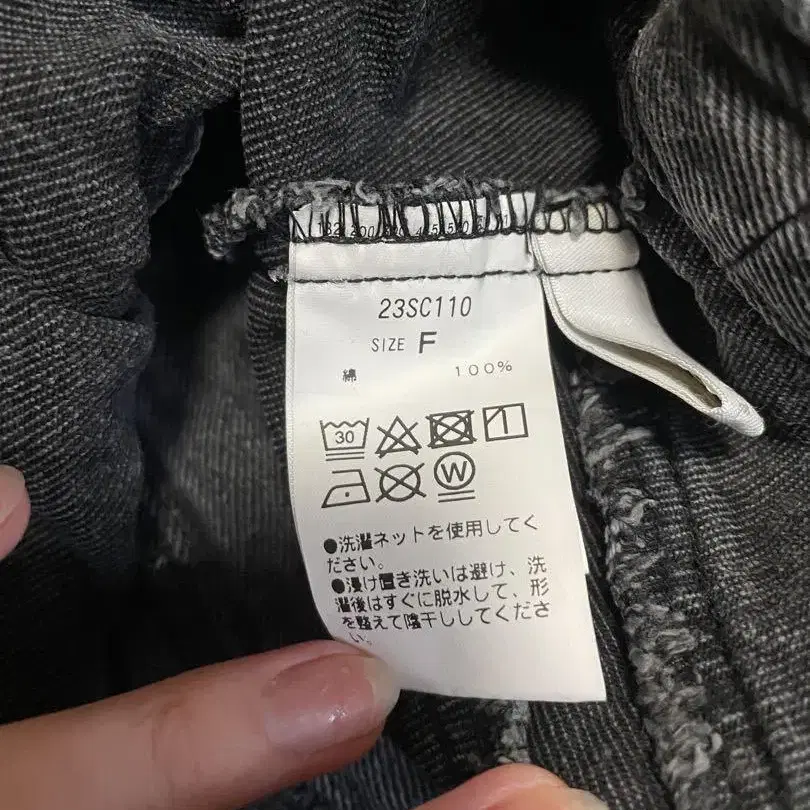 23SC110
SIZE F
綿 100%
30
W
●洗濯ネットを使用してく
ださい。
●浸け置き洗いは避け、洗
濯後はすぐに脱水して、形
を整えて陰干ししてくださ
い。